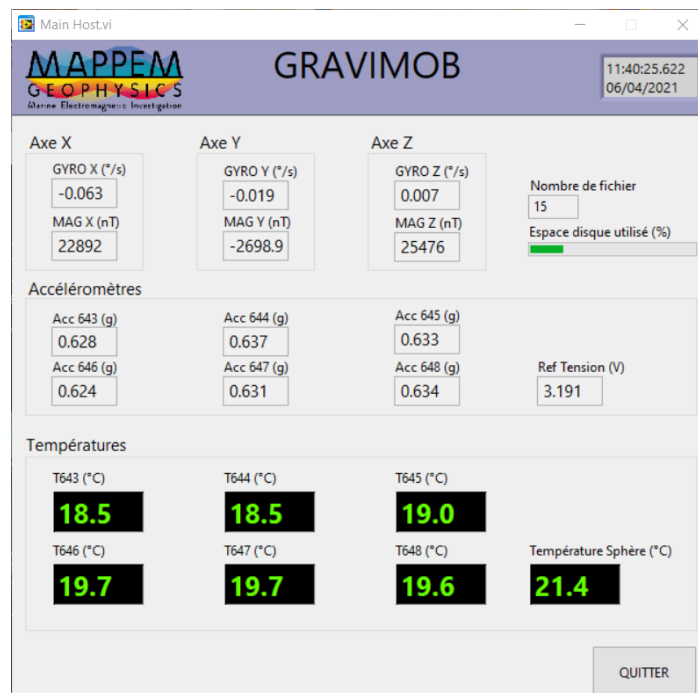 Main Host.vi
MAPPEM
GEOPHYSICS
Marine Electromagnetic Investigation
GRAVIMOB
11:40:25.622
06/04/2021
Axe X
Axe Y
Axe Z
GYRO X (°/s)
GYRO Y (°/s)
GYRO Z (°/s)
-0.063
-0.019
0.007
MAG X (nT)
MAG Y (nT)
MAG Z (nT)
22892
-2698.9
25476
Nombre de fichier
15
Espace disque utilisé (%)
Accéléromètres
Acc 643 (g)
Acc 644 (g)
Acc 645 (g)
0.628
0.637
0.633
Acc 646 (g)
Acc 647 (g)
Acc 648 (g)
Ref Tension (V)
0.624
0.631
0.634
3.191
Températures
T643 (°C)
T644 (°C)
T645 (°C)
18.5
18.5
19.0
T646 (°C)
T647 (°C)
T648 (°C)
Température Sphère (°C)
19.7
19.7
19.6
21.4
QUITTER